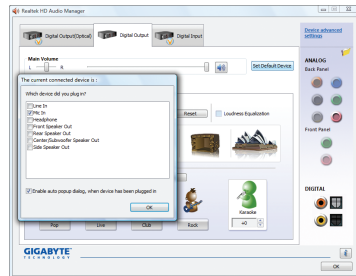 Realtek HD Audio Manager
Digital Output(Optical)
Digital Output
Digital Input
Device advanced
settings
Main Volume
L
R
Set Default Device
ANALOG
Back Panel
The current connected device is :
Which device did you plug in?
Line In
Mic In
Headphone
Front Speaker Out
Rear Speaker Out
Center/Subwoofer Speaker Out
Side Speaker Out
Reset
Loudness Equalization
Front Panel
Enable auto popup dialog, when device has been plugged in
OK
DIGITAL
Karaoke
Pop
Live
Club
Rock
+0
GIGABYTE
TECHNOLOGY
OK